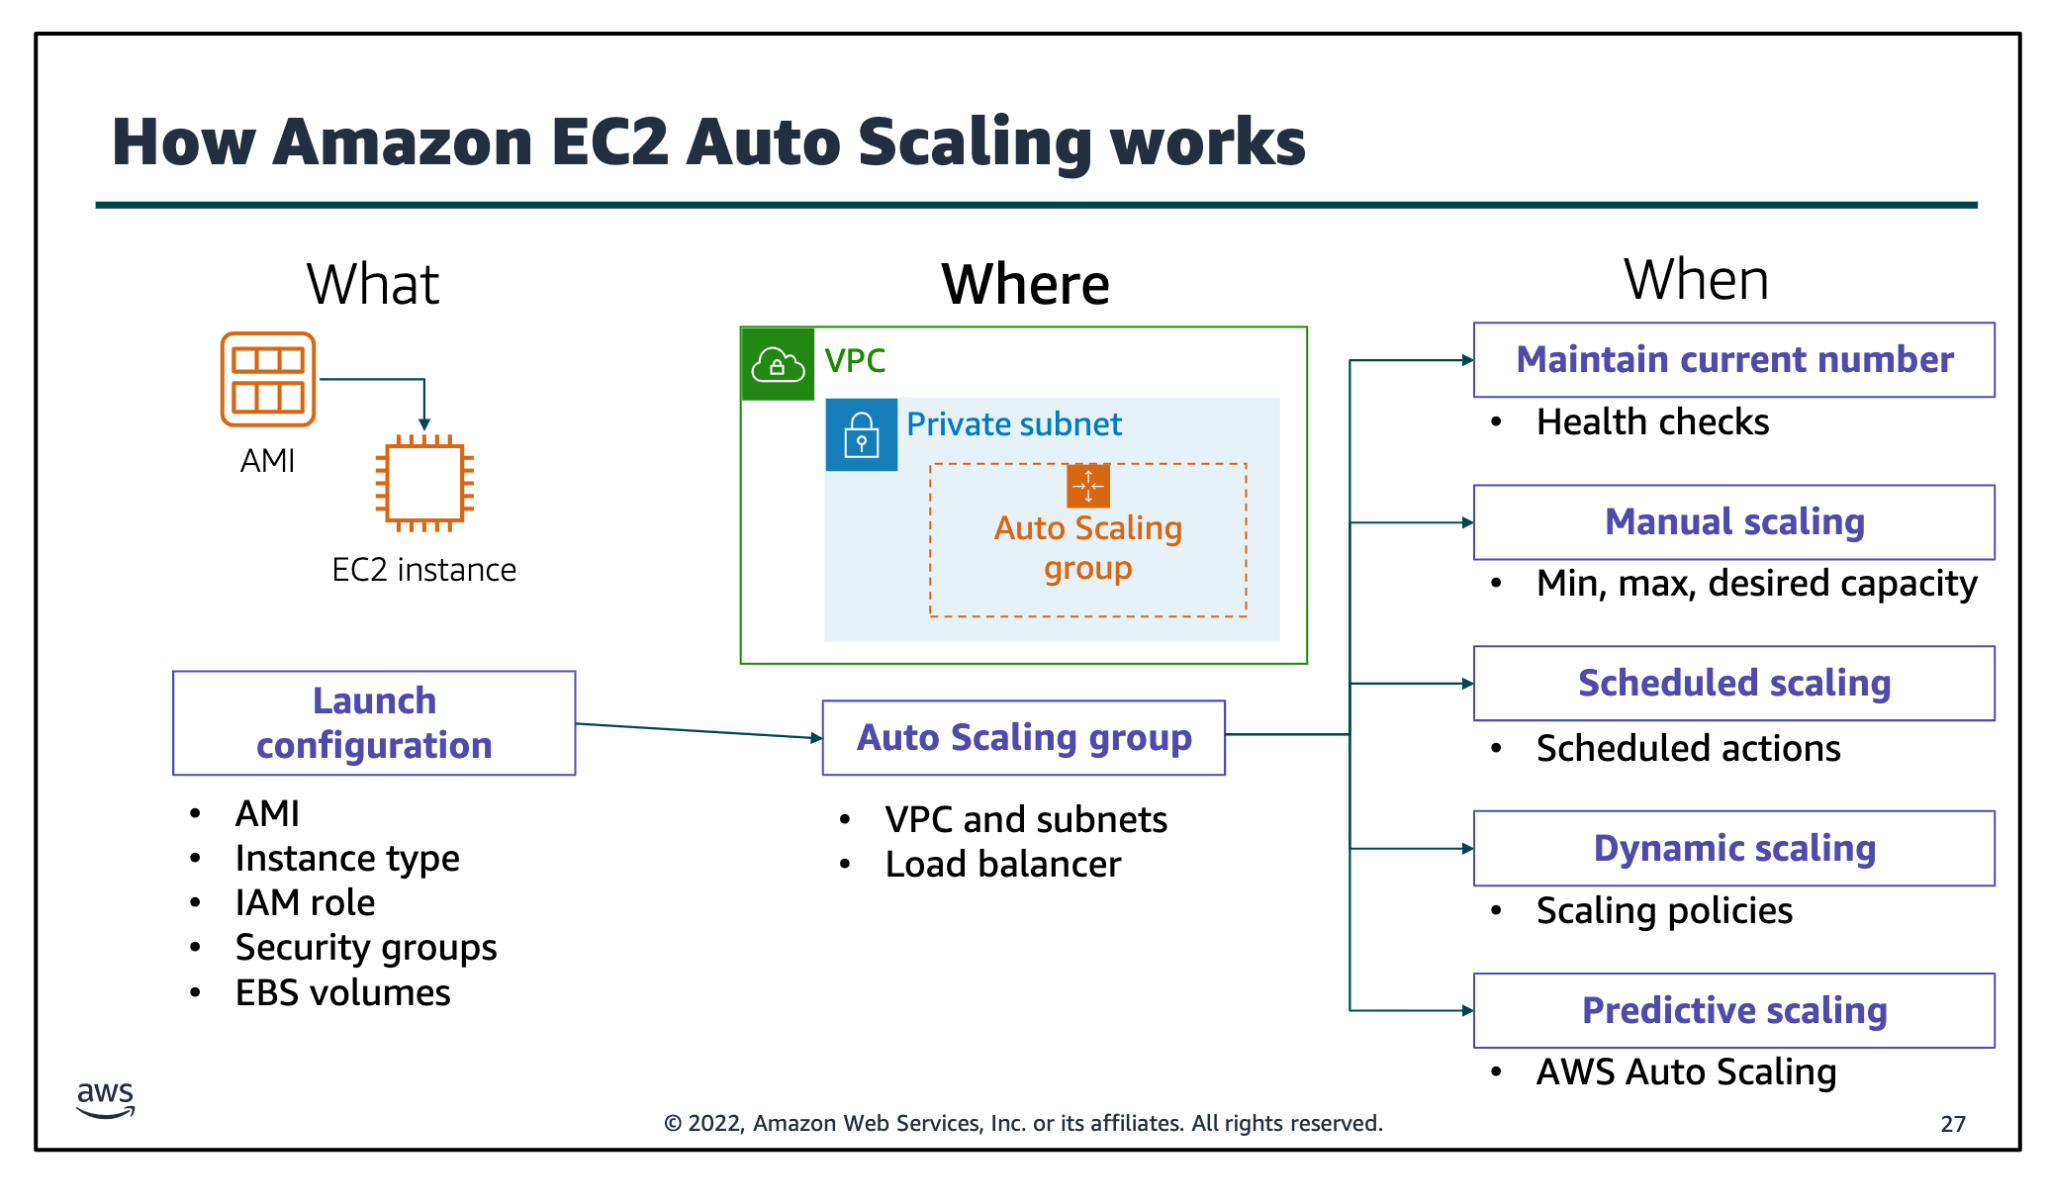 How Amazon EC2 Auto Scaling works
What
AMI
EC2 instance
Launch
configuration
• AMI
• Instance type
• IAM role
• Security groups
• EBS volumes
Where
VPC
Private subnet
Auto Scaling
group
Auto Scaling group
• VPC and subnets
• Load balancer
When
Maintain current number
• Health checks
Manual scaling
• Min, max, desired capacity
Scheduled scaling
• Scheduled actions
Dynamic scaling
• Scaling policies
Predictive scaling
• AWS Auto Scaling
aws
© 2022, Amazon Web Services, Inc. or its affiliates. All rights reserved.
27